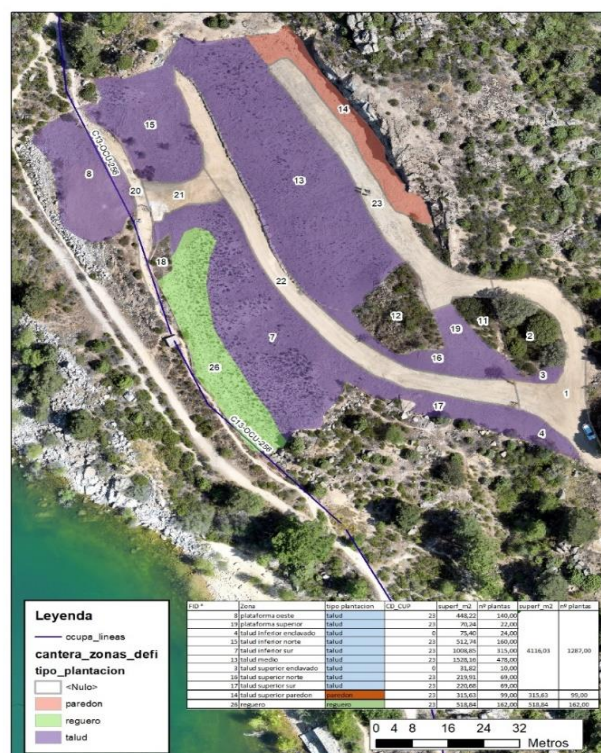 C13-OCU-258
14
15
8
13
20
21
23
18
22
12
19
11
2
16
7
3
26
1
17
4
C13-OCU-258
Leyenda
ocupa_lineas
cantera_zonas_defi
tipo_plantacion
<Nulo>
paredon
reguero
talud
FID * Zona tipo plantacion CD_CUP superf_m2 nº plantas superf_m2 nº plantas
8 plataforma oeste talud 23 448,22 140,00
19 plataforma superior talud 23 70,24 22,00
4 talud inferior enclavado talud 0 75,40 24,00
15 talud inferior norte talud 23 512,74 160,00
7 talud inferior sur talud 23 1008,85 315,00 4116,03 1287,00
13 talud medio talud 23 1528,16 478,00
3 talud superior enclavado talud 0 31,82 10,00
16 talud superior norte talud 23 219,91 69,00
17 talud superior sur talud 23 220,68 69,00
14 talud superior paredon paredon 23 315,63 99,00 315,63 99,00
26 reguero reguero 23 518,84 162,00 518,84 162,00
0 4 8 16 24 32
Metros